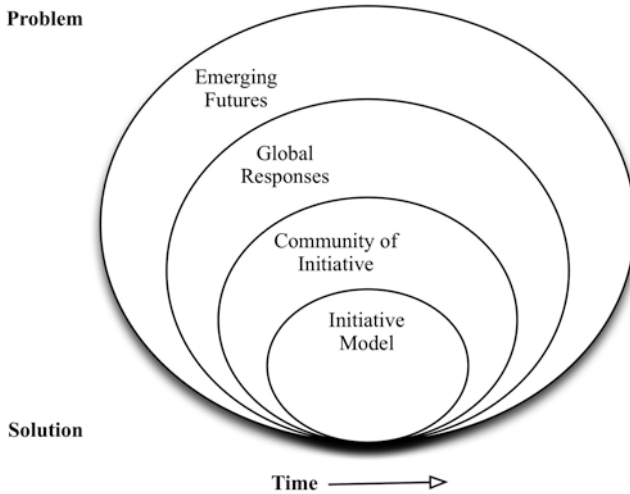 Problem
Emerging
Futures
Global
Responses
Community of
Initiative
Initiative
Model
Solution
Time